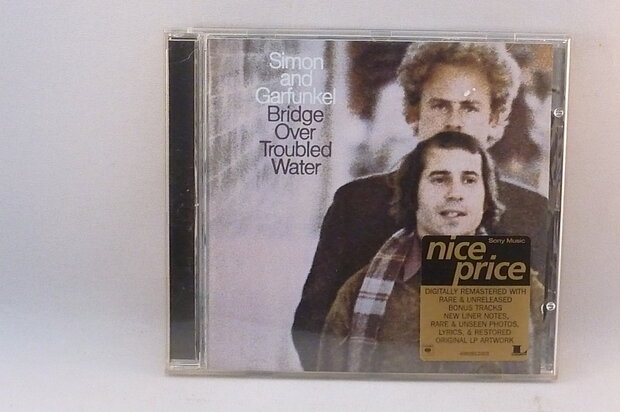 Simon
and
Garfunkel
Bridge
Over
Troubled
Water
Sony Music
nice
price
DIGITALLY REMASTERED WITH
RARE & UNRELEASED
BONUS TRACKS
NEW LINER NOTES,
RARE & UNSEEN PHOTOS,
LYRICS, & RESTORED
ORIGINAL LP ARTWORK